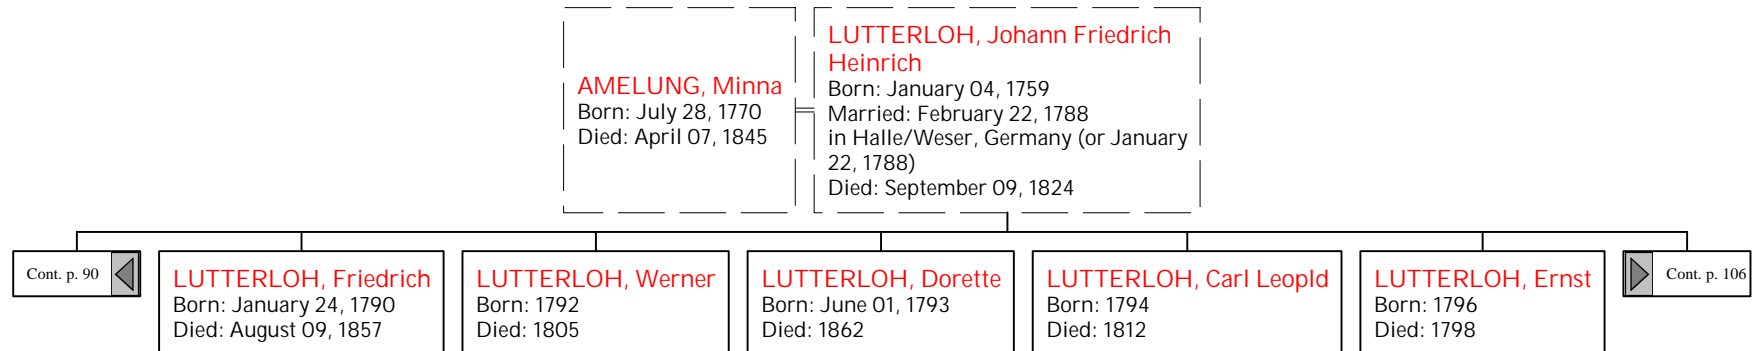 AMELUNG, Minna
Born: July 28, 1770
Died: April 07, 1845
LUTTERLOH, Johann Friedrich
Heinrich
Born: January 04, 1759
Married: February 22, 1788
in Halle/Weser, Germany (or January
22, 1788)
Died: September 09, 1824
Cont. p. 90
LUTTERLOH, Friedrich
Born: January 24, 1790
Died: August 09, 1857
LUTTERLOH, Werner
Born: 1792
Died: 1805
LUTTERLOH, Dorette
Born: June 01, 1793
Died: 1862
LUTTERLOH, Carl Leopld
Born: 1794
Died: 1812
LUTTERLOH, Ernst
Born: 1796
Died: 1798
Cont. p. 106